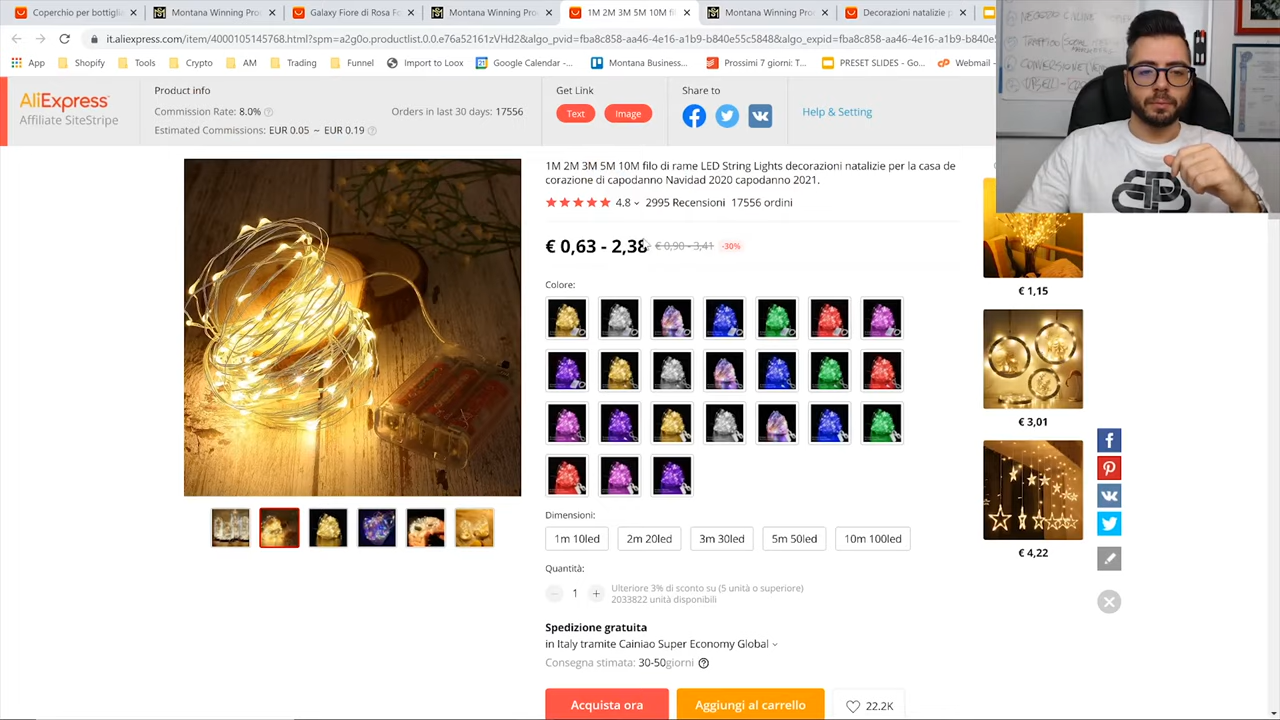 Coperchio per bottigli
Montana Winning Pro
Galaxy Fiore di Rosa F
Montana Winning Pro
1M 2M 3M 5M 10M fi
Montana Winning Pro
Decorazioni natalizie p
it.aliexpress.com/item/4000105145768.html?spm=a2g0o.productlist.0.0.e76a52161zVHd2&algo_pvid=fba8c858-aa46-4e16-a1b9-b840e55c5848&algo_expid=fba8c858-aa46-4e16-a1b9-b840e5
App
Shopify
Tools
Crypto
AM
Trading
Funnel
Import to Loox
Google Calendar -...
Montana Business...
Prossimi 7 giorni: T...
PRESET SLIDES - Go...
Webmail
AliExpress
Affiliate SiteStripe
Product info
Commission Rate: 8.0%
Estimated Commissions: EUR 0.05 ~ EUR 0.19
Orders in last 30 days: 17556
Get Link
Text
Image
Share to
Help & Setting
1M 2M 3M 5M 10M filo di rame LED String Lights decorazioni natalizie per la casa de
corazione di capodanno Navidad 2020 capodanno 2021.
4.8
2995 Recensioni
17556 ordini
€ 0,63 - 2,38
€ 0,90 - 3,41
-30%
Colore:
Dimensioni:
1m 10led
2m 20led
3m 30led
5m 50led
10m 100led
Quantità:
1
Ulteriore 3% di sconto su (5 unità o superiore)
2033822 unità disponibili
Spedizione gratuita
in Italy tramite Cainiao Super Economy Global
Consegna stimata: 30-50giorni
Acquista ora
Aggiungi al carrello
22.2K
€ 1,15
€ 3,01
€ 4,22